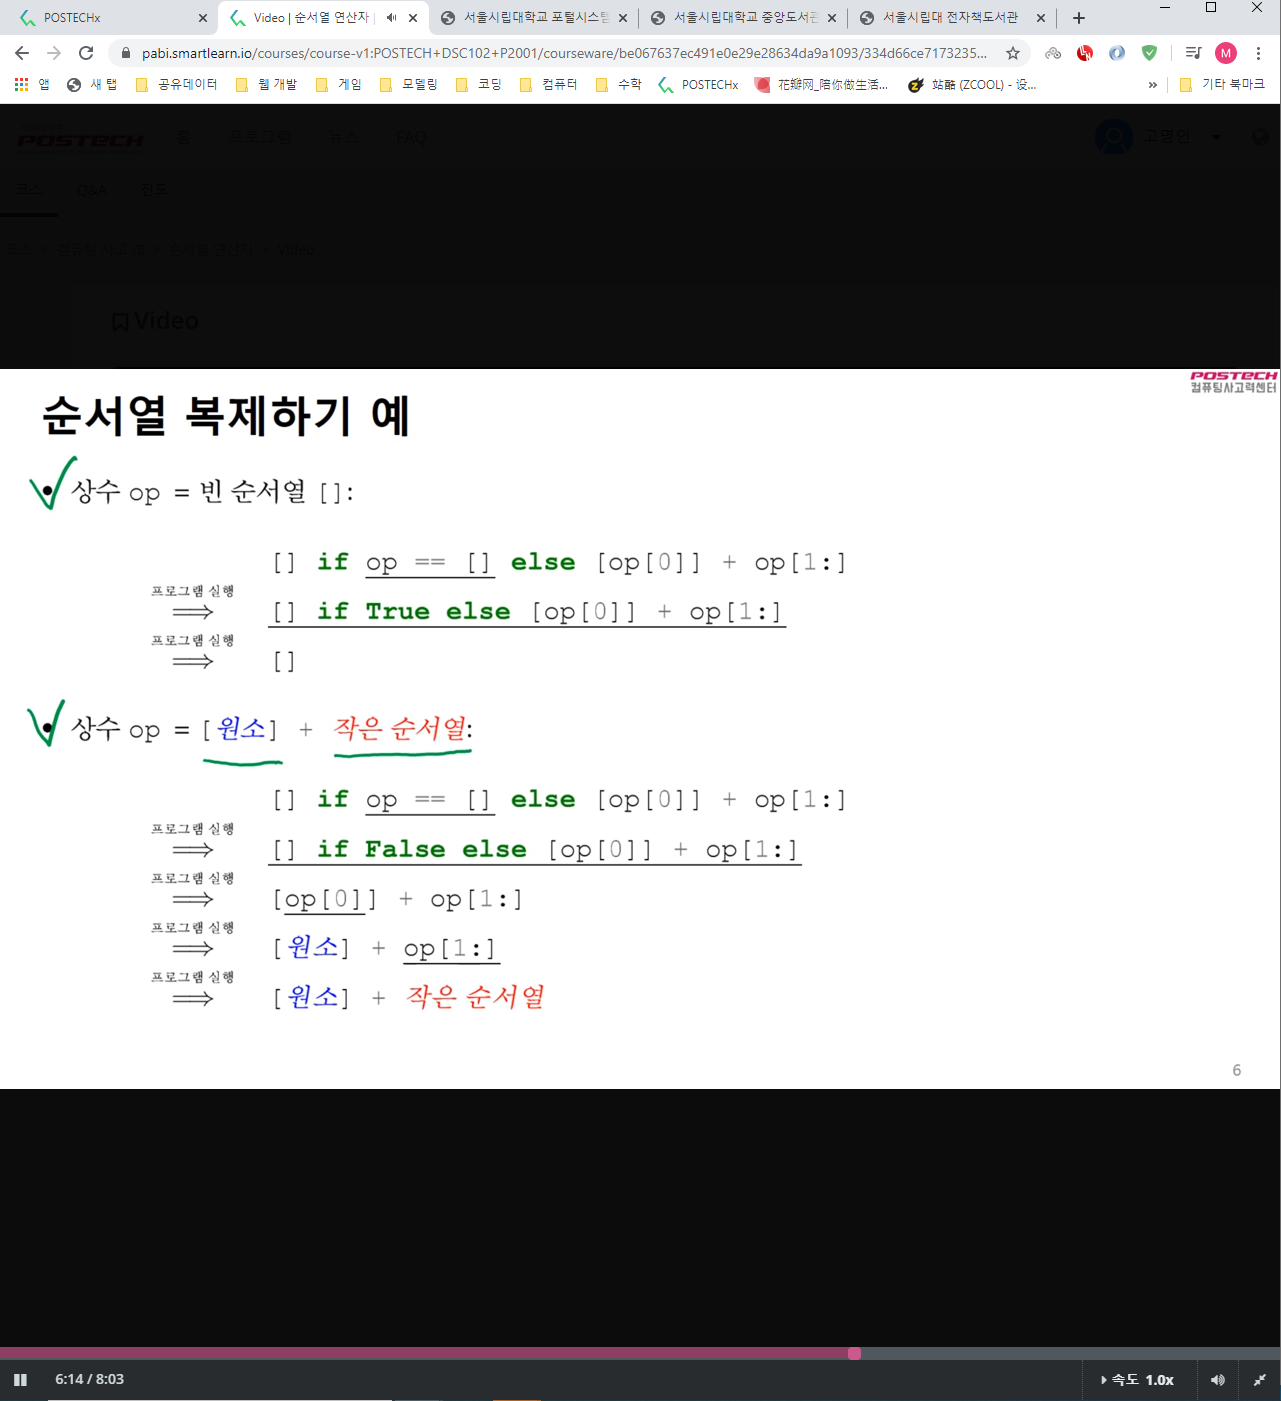 POSTECHx
Video | 순서열 연산자
서울시립대학교 포털시스템
서울시립대학교 중앙도서관
서울시립대 전자책도서관
pabi.smartlearn.io/courses/course-v1:POSTECH+DSC102+P2001/courseware/be067637ec491e0e29e28634da9a1093/334d66ce7173235...
M
앱 새 탭 공유데이터 웹 개발 게임 모델링 코딩 컴퓨터 수학 POSTECHx 花瓣网_陪你做生活... 站酷 (ZCOOL) - 设... » 기타 북마크
POSTECH 홈 프로그램 뉴스 FAQ 고명인
코스 Q&A 진도
순서열 연산자 > Video
Video
POSTECH
컴퓨팅사고력센터
순서열 복제하기 예
• 상수 op = 빈 순서열 []:
[] if op == [] else [op[0]] + op[1:]
프로그램 실행
⟹ [] if True else [op[0]] + op[1:]
프로그램 실행
⟹ []
• 상수 op = [원소] + 작은 순서열:
[] if op == [] else [op[0]] + op[1:]
프로그램 실행
⟹ [] if False else [op[0]] + op[1:]
프로그램 실행
⟹ [op[0]] + op[1:]
프로그램 실행
⟹ [원소] + op[1:]
프로그램 실행
⟹ [원소] + 작은 순서열
6
6:14 / 8:03
속도 1.0x